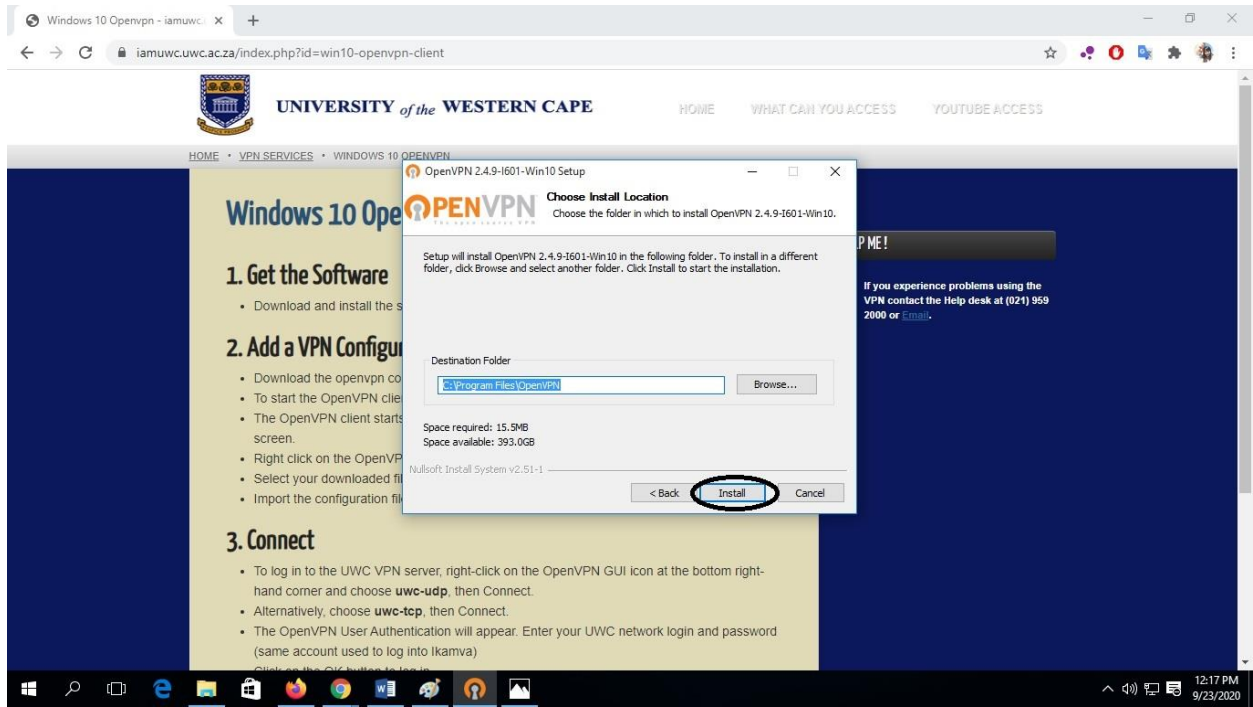 Windows 10 Openvpn - iamuwc.
iamuwc.uwc.ac.za/index.php?id=win10-openvpn-client
UNIVERSITY of the WESTERN CAPE
HOME WHAT CAN YOU ACCESS YOUTUBE ACCESS
HOME • VPN SERVICES • WINDOWS 10 OPENVPN
OpenVPN 2.4.9-I601-Win10 Setup
OPENVPN
Choose Install Location
Choose the folder in which to install OpenVPN 2.4.9-I601-Win10.
Setup will install OpenVPN 2.4.9-I601-Win10 in the following folder. To install in a different
folder, click Browse and select another folder. Click Install to start the installation.
Destination Folder
C:\Program Files\OpenVPN
Browse...
Space required: 15.5MB
Space available: 393.0GB
Nullsoft Install System v2.51-1
< Back Install Cancel
Windows 10 Ope
1. Get the Software
• Download and install the s
2. Add a VPN Configu
• Download the openvpn co
• To start the OpenVPN clie
• The OpenVPN client starts
screen.
• Right click on the OpenVP
• Select your downloaded fi
• Import the configuration fil
3. Connect
• To log in to the UWC VPN server, right-click on the OpenVPN GUI icon at the bottom right-
hand corner and choose uwc-udp, then Connect.
• Alternatively, choose uwc-tcp, then Connect.
• The OpenVPN User Authentication will appear. Enter your UWC network login and password
(same account used to log into Ikamva)
P ME!
If you experience problems using the
VPN contact the Help desk at (021) 959
2000 or Email.
12:17 PM
9/23/2020